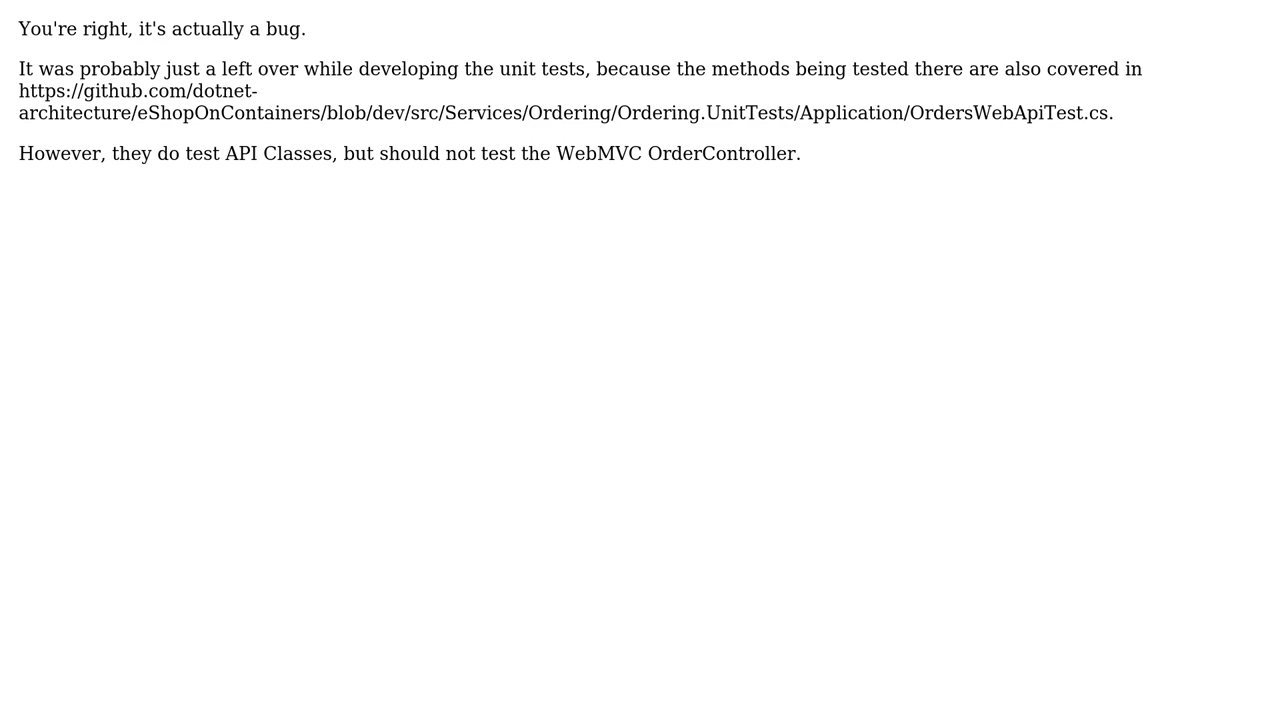 You're right, it's actually a bug.
It was probably just a left over while developing the unit tests, because the methods being tested there are also covered in
https://github.com/dotnet-
architecture/eShopOnContainers/blob/dev/src/Services/Ordering/Ordering.UnitTests/Application/OrdersWebApiTest.cs.
However, they do test API Classes, but should not test the WebMVC OrderController.